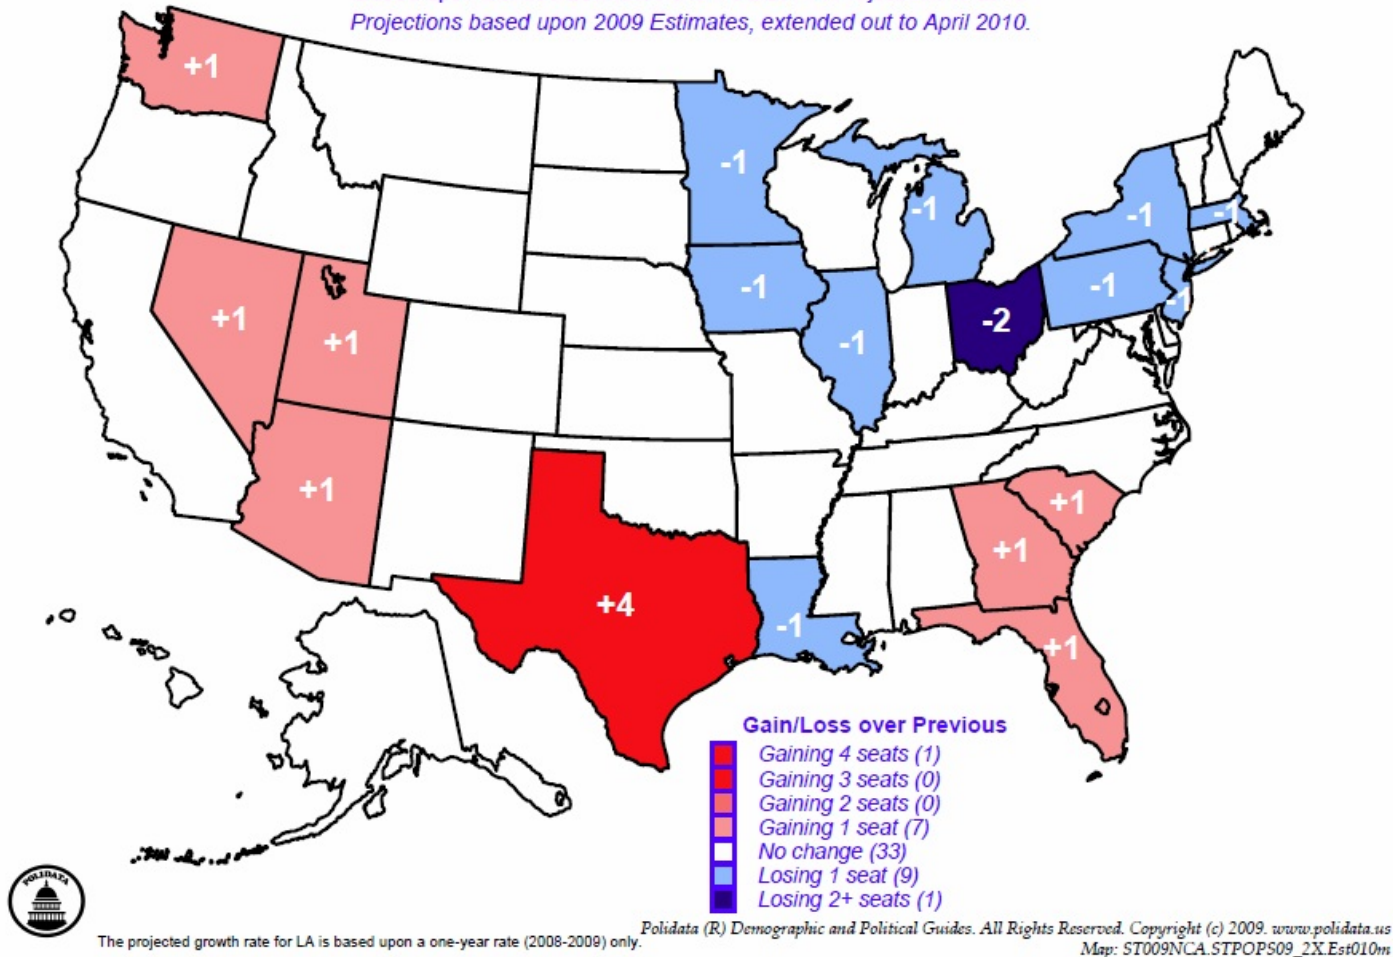 Projections based upon 2009 Estimates, extended out to April 2010.
+1
-1
-1
-1
-1
+1
+1
-1
-1
-1
-1
-2
+1
+1
+1
+4
-1
+1
Gain/Loss over Previous
Gaining 4 seats (1)
Gaining 3 seats (0)
Gaining 2 seats (0)
Gaining 1 seat (7)
No change (33)
Losing 1 seat (9)
Losing 2+ seats (1)
POLIDATA
The projected growth rate for LA is based upon a one-year rate (2008-2009) only.
Polidata (R) Demographic and Political Guides. All Rights Reserved. Copyright (c) 2009. www.polidata.us
Map: ST009NCA.STPOPS09_2X.Est010m